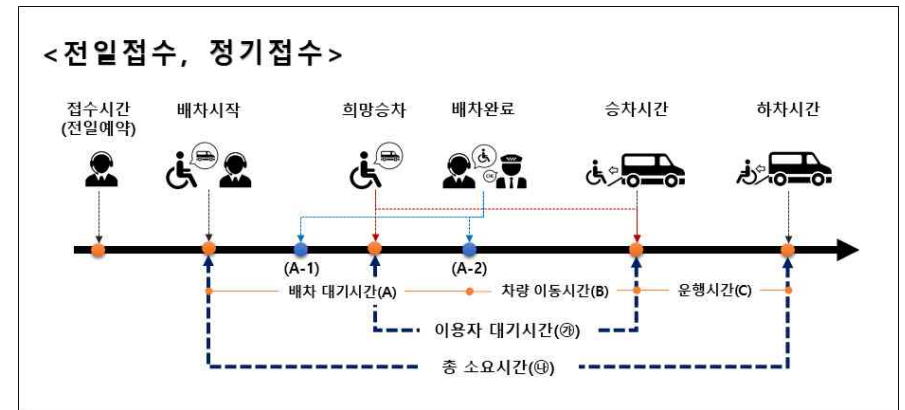 <전일접수, 정기접수>
접수시간
(전일예약)
배차시작
희망승차
배차완료
승차시간
하차시간
OK
(A-1)
(A-2)
배차 대기시간(A)
차량 이동시간(B)
운행시간(C)
이용자 대기시간(㉮)
총 소요시간(㉯)